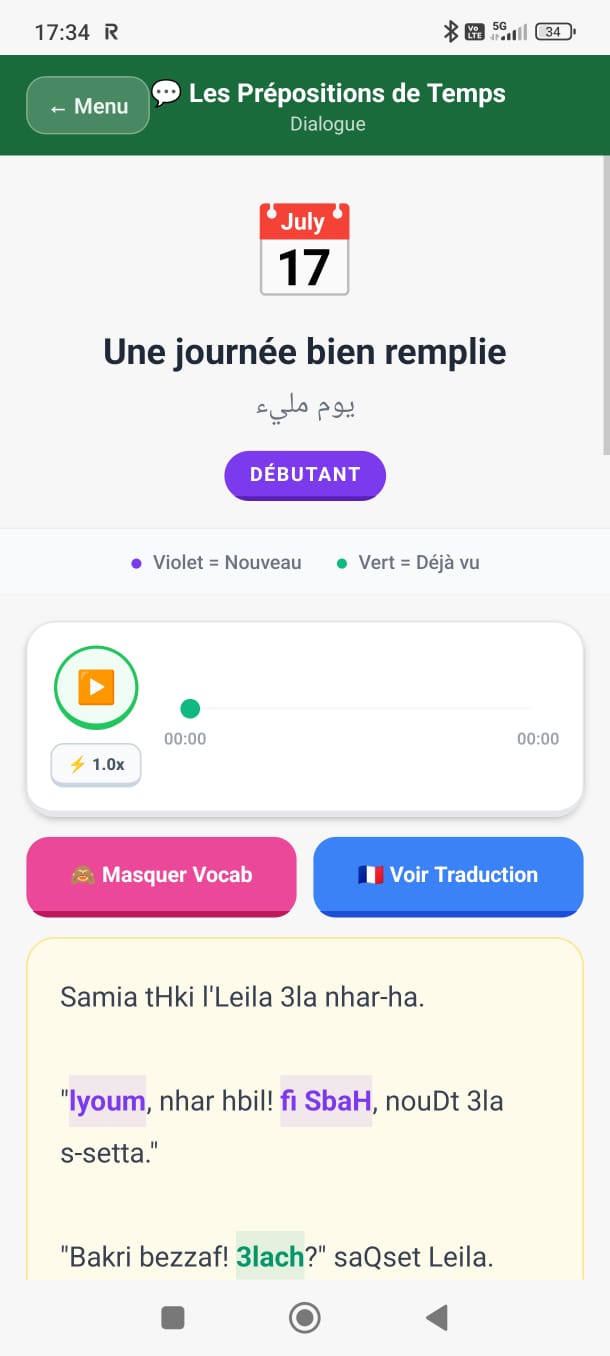 17:34 R
Vo LTE 5G 34
← Menu
💬 Les Prépositions de Temps
Dialogue
July
17
Une journée bien remplie
يوم مليء
DÉBUTANT
Violet = Nouveau Vert = Déjà vu
00:00 00:00
⚡ 1.0x
🙈 Masquer Vocab
🇫🇷 Voir Traduction
Samia tHki l'Leila 3la nhar-ha.
"lyoum, nhar hbil! fi SbaH, nouDt 3la
s-setta."
"Bakri bezzaf! 3lach?" saQset Leila.